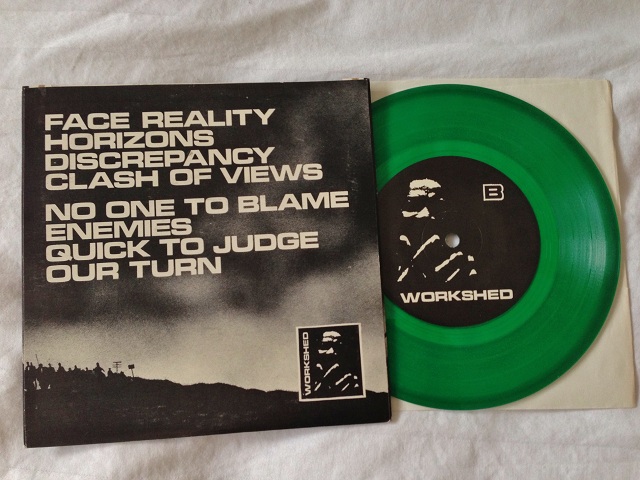 FACE REALITY
HORIZONS
DISCREPANCY
CLASH OF VIEWS
NO ONE TO BLAME
ENEMIES
QUICK TO JUDGE
OUR TURN
WORKSHED
B
WORKSHED